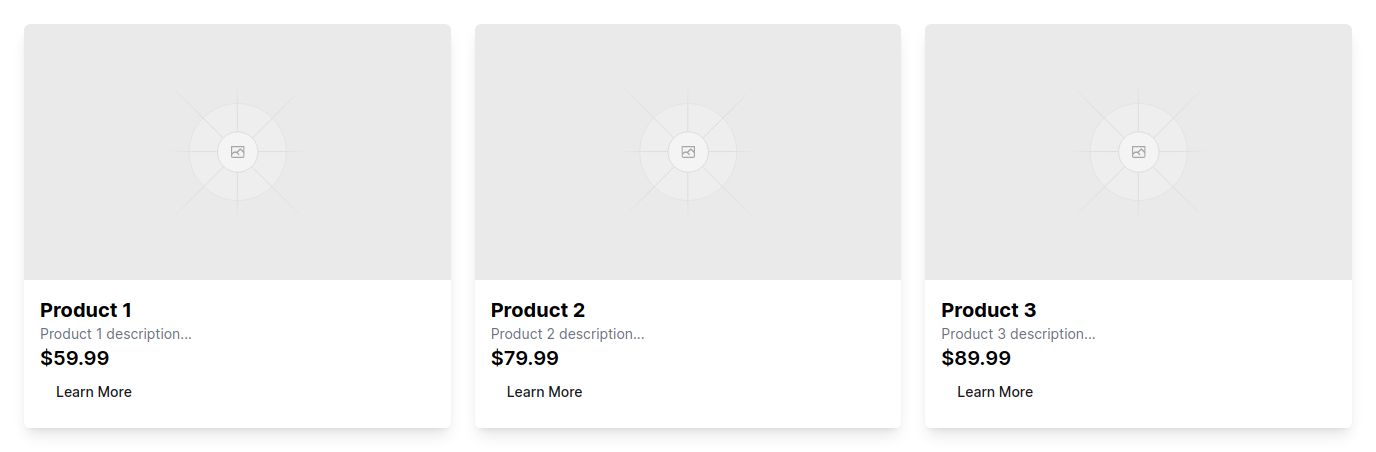 Product 1
Product 1 description...
$59.99
Learn More
Product 2
Product 2 description...
$79.99
Learn More
Product 3
Product 3 description...
$89.99
Learn More